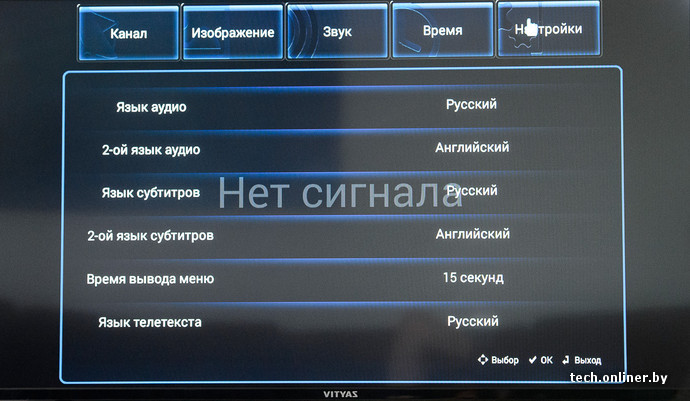 Канал Изображение Звук Время Настройки
Язык аудио Русский
2-ой язык аудио Английский
Нет сигнала
Язык субтитров Русский
2-ой язык субтитров Английский
Время вывода меню 15 секунд
Язык телетекста Русский
Выбор OK Выход
tech.onliner.by
VITYAS